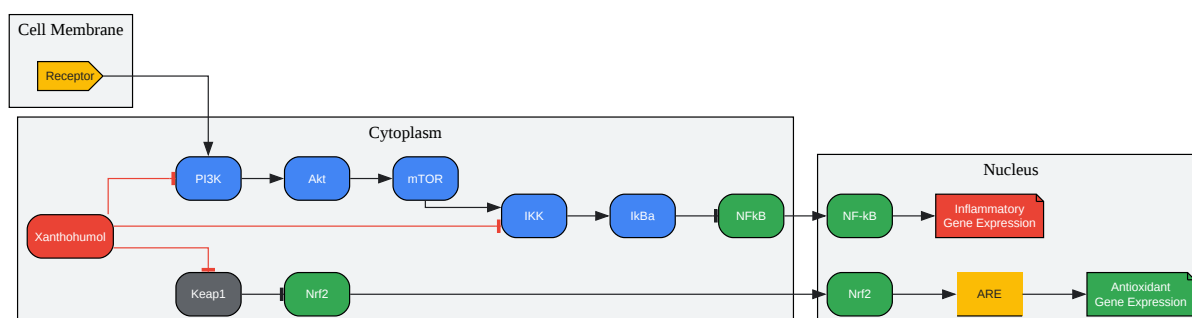 Cell Membrane
Receptor
Cytoplasm
PI3K
Akt
mTOR
Xanthohumol
IKK
IkBa
NFkB
Keap1
Nrf2
Nucleus
NF-kB
Inflammatory
Gene Expression
Nrf2
ARE
Antioxidant
Gene Expression